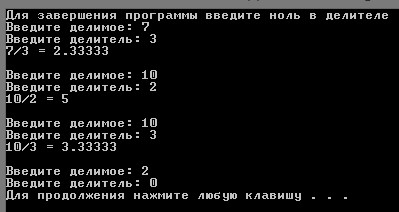 Для завершения программы введите ноль в делителе
Введите делимое: 7
Введите делитель: 3
7/3 = 2.33333
Введите делимое: 10
Введите делитель: 2
10/2 = 5
Введите делимое: 10
Введите делитель: 3
10/3 = 3.33333
Введите делимое: 2
Введите делитель: 0
Для продолжения нажмите любую клавишу . . .